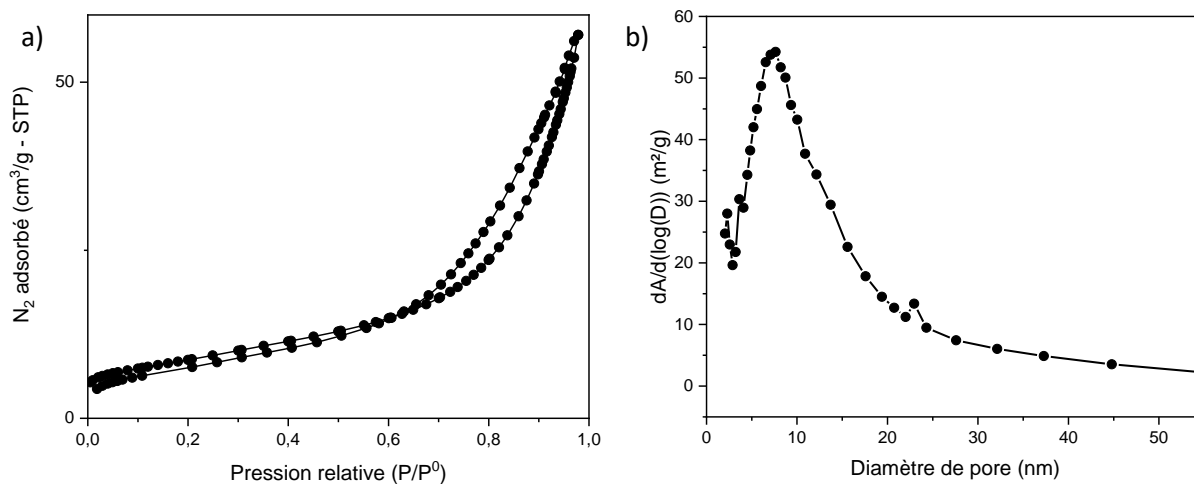 a)
N₂ adsorbé (cm³/g - STP)
50
0
0,0 0,2 0,4 0,6 0,8 1,0
Pression relative (P/P⁰)
b)
dA/d(log(D)) (m²/g)
60
50
40
30
20
10
0
0 10 20 30 40 50
Diamètre de pore (nm)